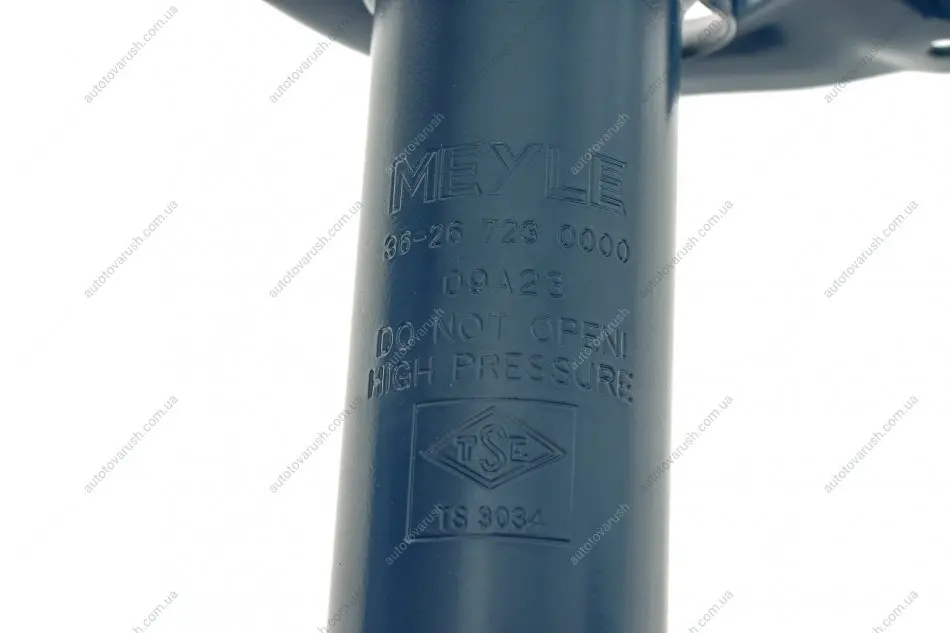 MEYLE
36-26 723 0000
09A23
DO NOT OPEN!
HIGH PRESSURE
TSE
TS 3034
autotovarush.com.ua